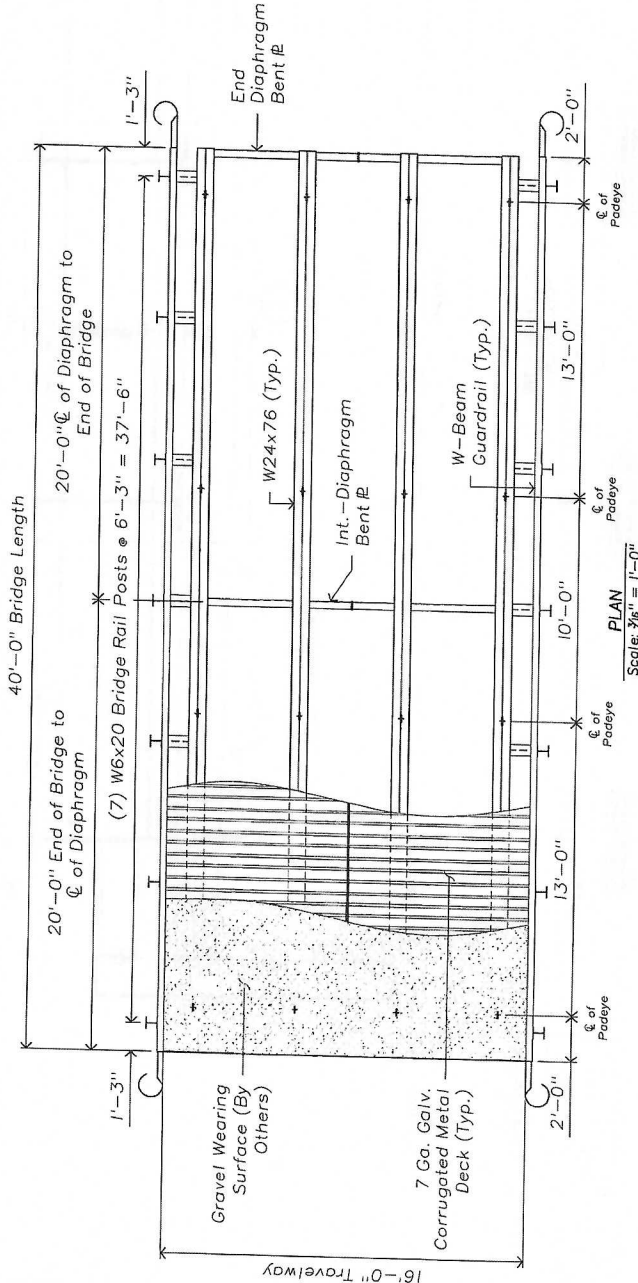 40'-0" Bridge Length
20'-0" End of Bridge to
℄ of Diaphragm
20'-0" ℄ of Diaphragm to
End of Bridge
(7) W6x20 Bridge Rail Posts @ 6'-3" = 37'-6"
1'-3"
1'-3"
End
Diaphragm
Bent ⅊
Gravel Wearing
Surface (By
Others)
W24x76 (Typ.)
Int.-Diaphragm
Bent ⅊
7 Ga. Galv.
Corrugated Metal
Deck (Typ.)
W-Beam
Guardrail (Typ.)
16'-0" Travelway
2'-0"
13'-0"
10'-0"
13'-0"
2'-0"
℄ of
Padeye
℄ of
Padeye
℄ of
Padeye
℄ of
Padeye
PLAN
Scale: 3/16" = 1'-0"